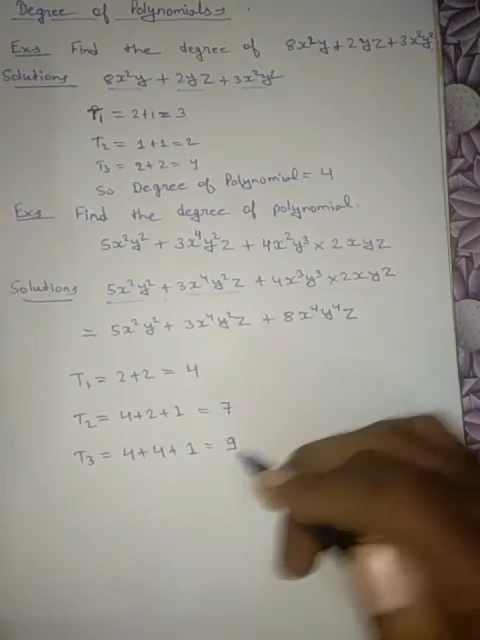 Degree of Polynomials:
Ex: Find the degree of 8x²y + 2yz + 3x²y²
Solution: 8x²y + 2yz + 3x²y²
T₁ = 2+1 = 3
T₂ = 1+1 = 2
T₃ = 2+2 = 4
So Degree of Polynomial = 4
Ex: Find the degree of polynomial.
5x²y² + 3x⁴y²z + 4x²y³ × 2xyz
Solution: 5x²y² + 3x⁴y²z + 4x³y³ × 2xyz
= 5x²y² + 3x⁴y²z + 8x⁴y⁴z
T₁ = 2+2 = 4
T₂ = 4+2+1 = 7
T₃ = 4+4+1 = 9